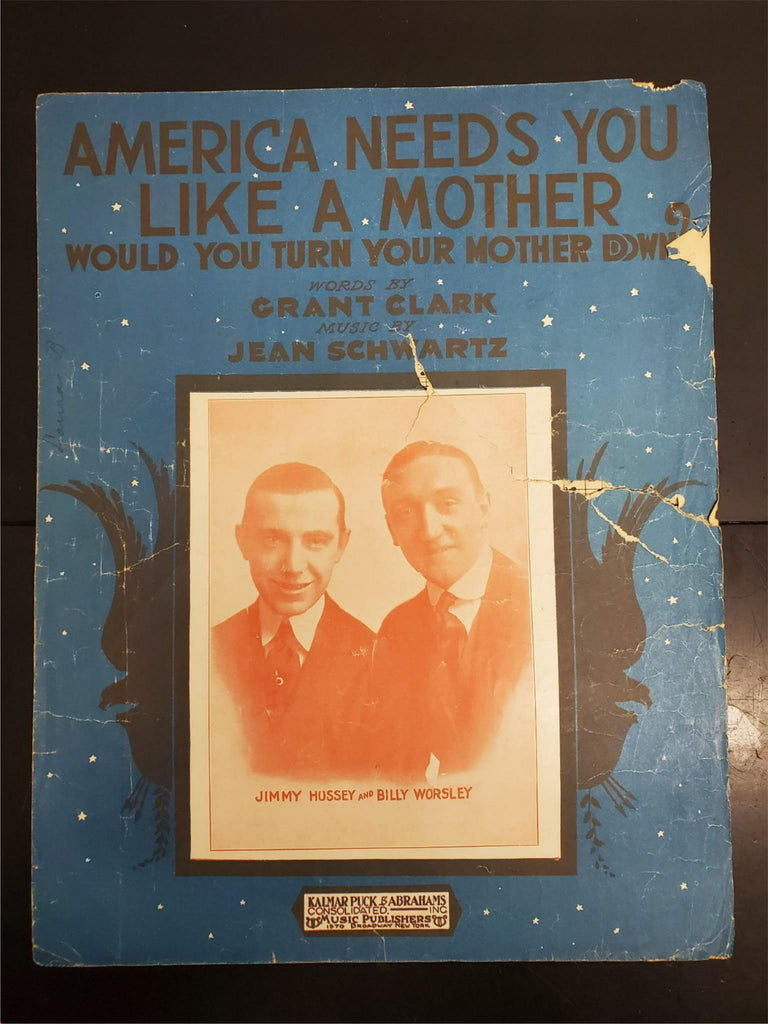 AMERICA NEEDS YOU
LIKE A MOTHER
WOULD YOU TURN YOUR MOTHER DOWN?
WORDS BY
GRANT CLARK
MUSIC BY
JEAN SCHWARTZ
JIMMY HUSSEY AND BILLY WORSLEY
KALMAR PUCK & ABRAHAMS
CONSOLIDATED. INC
MUSIC PUBLISHERS
1570 BROADWAY NEW YORK